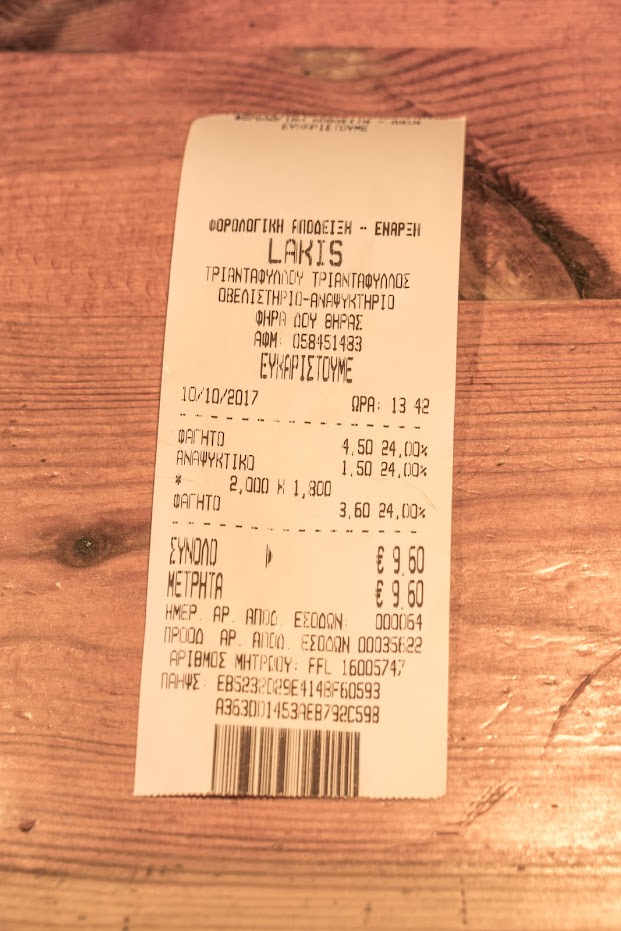 ΕΥΧΑΡΙΣΤΟΥΜΕ
ΦΟΡΟΛΟΓΙΚΗ ΑΠΟΔΕΙΞΗ - ΕΝΑΡΞΗ
LAKIS
ΤΡΙΑΝΤΑΦΥΛΛΟΥ ΤΡΙΑΝΤΑΦΥΛΛΟΣ
ΟΒΕΛΙΣΤΗΡΙΟ-ΑΝΑΨΥΚΤΗΡΙΟ
ΦΗΡΑ ΔΟΥ ΘΗΡΑΣ
ΑΦΜ: 058451483
ΕΥΧΑΡΙΣΤΟΥΜΕ
10/10/2017 ΩΡΑ: 13 42
ΦΑΓΗΤΟ 4,50 24,00%
ΑΝΑΨΥΚΤΙΚΟ 1,50 24,00%
* 2,000 X 1,800
ΦΑΓΗΤΟ 3,60 24,00%
ΣΥΝΟΛΟ € 9,60
ΜΕΤΡΗΤΑ € 9,60
ΗΜΕΡ. ΑΡ. ΑΠΟΔ. ΕΣΟΔΩΝ: 000064
ΠΡΟΟΔ. ΑΡ. ΑΠΟΔ. ΕΣΟΔΩΝ 00035622
ΑΡΙΘΜΟΣ ΜΗΤΡΩΟΥ: FFL 16005747
ΠΑΗΨΣ: